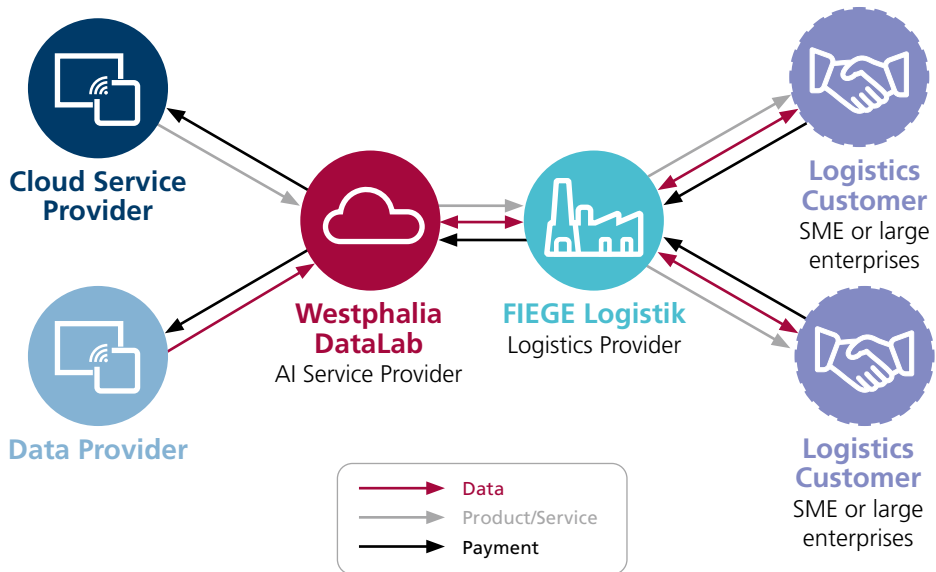 Cloud Service
Provider
Data Provider
Westphalia
DataLab
AI Service Provider
FIEGE Logistik
Logistics Provider
Logistics
Customer
SME or large
enterprises
Logistics
Customer
SME or large
enterprises
Data
Product/Service
Payment